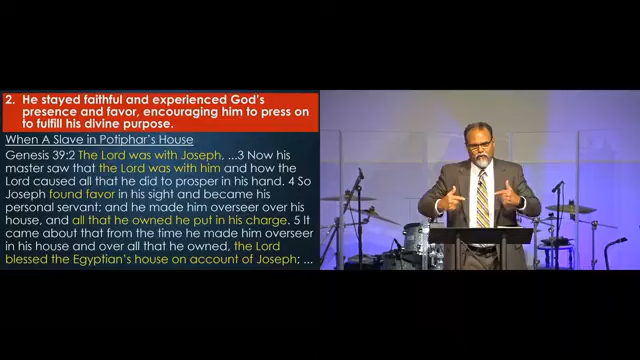 2. He stayed faithful and experienced God's
presence and favor, encouraging him to press on
to fulfill his divine purpose.
When A Slave in Potiphar's House
Genesis 39:2 The Lord was with Joseph, ...3 Now his
master saw that the Lord was with him and how the
Lord caused all that he did to prosper in his hand. 4 So
Joseph found favor in his sight and became his
personal servant; and he made him overseer over his
house, and all that he owned he put in his charge. 5 It
came about that from the time he made him overseer
in his house and over all that he owned, the Lord
blessed the Egyptian's house on account of Joseph; ...